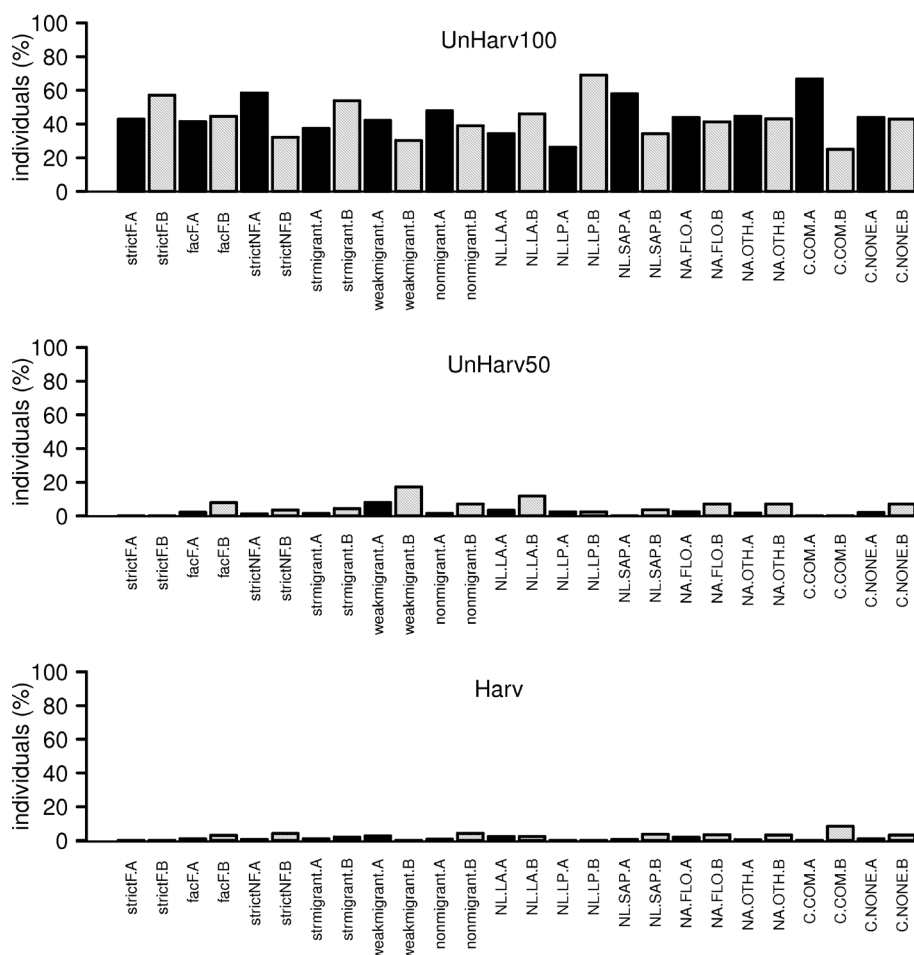 UnHarv100
individuals (%)
100
80
60
40
20
0
strictF.A
strictF.B
facF.A
facF.B
strictNF.A
strictNF.B
strmigrant.A
strmigrant.B
weakmigrant.A
weakmigrant.B
nonmigrant.A
nonmigrant.B
NL.LA.A
NL.LA.B
NL.LP.A
NL.LP.B
NL.SAP.A
NL.SAP.B
NA.FLO.A
NA.FLO.B
NA.OTH.A
NA.OTH.B
C.COM.A
C.COM.B
C.NONE.A
C.NONE.B
UnHarv50
individuals (%)
100
80
60
40
20
0
strictF.A
strictF.B
facF.A
facF.B
strictNF.A
strictNF.B
strmigrant.A
strmigrant.B
weakmigrant.A
weakmigrant.B
nonmigrant.A
nonmigrant.B
NL.LA.A
NL.LA.B
NL.LP.A
NL.LP.B
NL.SAP.A
NL.SAP.B
NA.FLO.A
NA.FLO.B
NA.OTH.A
NA.OTH.B
C.COM.A
C.COM.B
C.NONE.A
C.NONE.B
Harv
individuals (%)
100
80
60
40
20
0
strictF.A
strictF.B
facF.A
facF.B
strictNF.A
strictNF.B
strmigrant.A
strmigrant.B
weakmigrant.A
weakmigrant.B
nonmigrant.A
nonmigrant.B
NL.LA.A
NL.LA.B
NL.LP.A
NL.LP.B
NL.SAP.A
NL.SAP.B
NA.FLO.A
NA.FLO.B
NA.OTH.A
NA.OTH.B
C.COM.A
C.COM.B
C.NONE.A
C.NONE.B